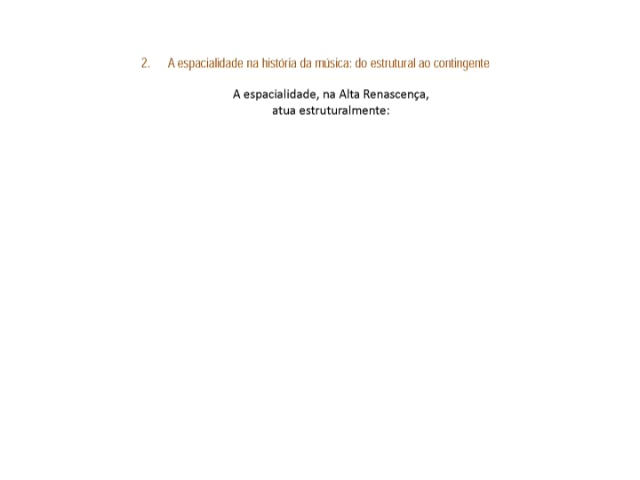 2. A espacialidade na história da música: do estrutural ao contingente
A espacialidade, na Alta Renascença,
atua estruturalmente: